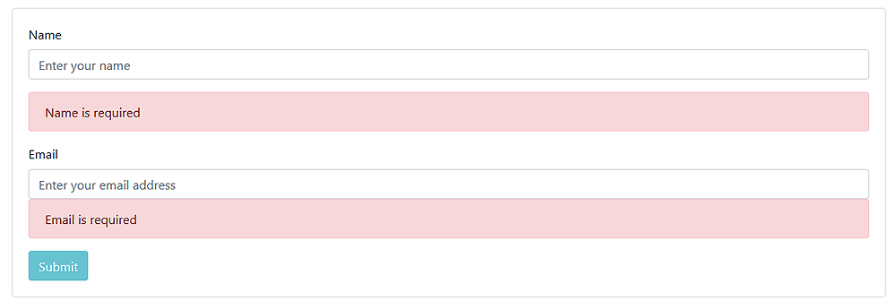 Name
Enter your name
Name is required
Email
Enter your email address
Email is required
Submit